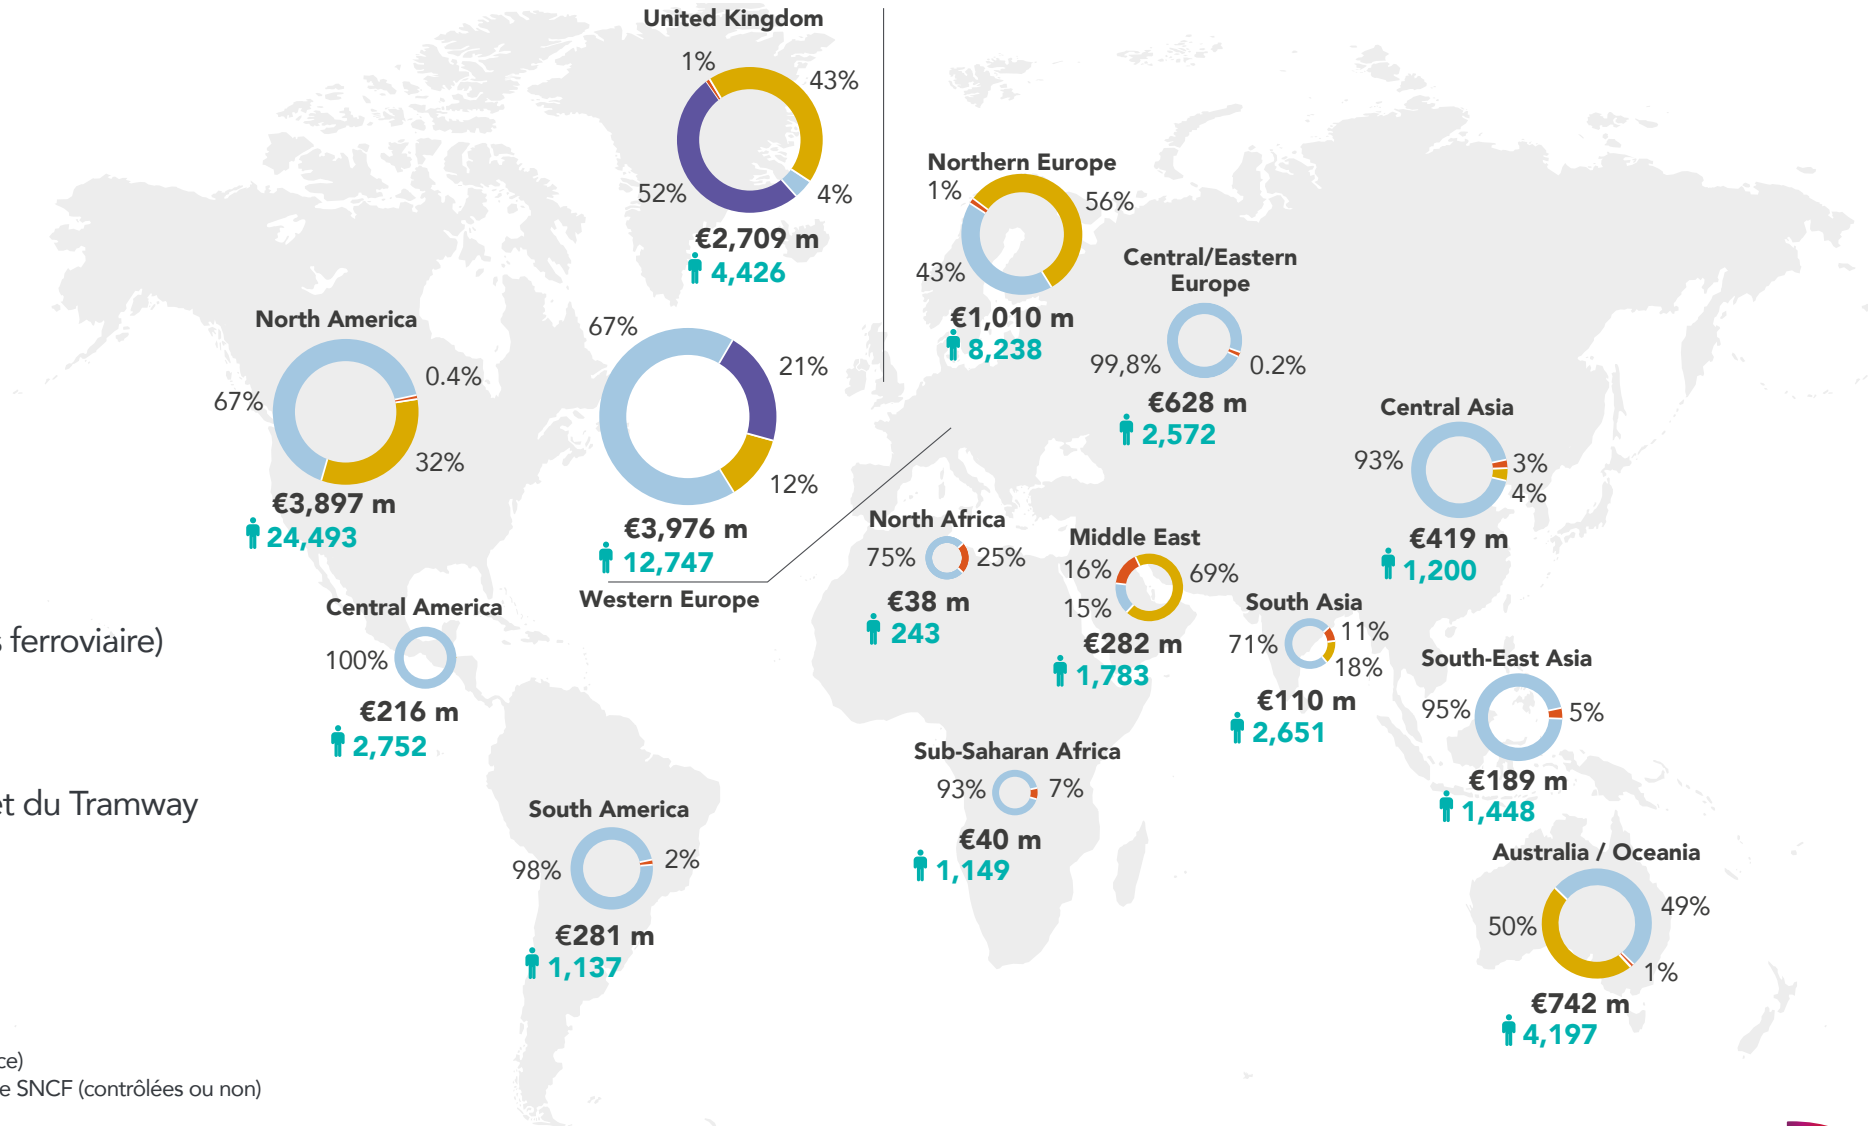 United Kingdom
1%
43%
52%
4%
€2,709 m
4,426
Northern Europe
1%
56%
43%
€1,010 m
8,238
Central/Eastern
Europe
99,8%
0.2%
€628 m
2,572
North America
67%
0.4%
32%
€3,897 m
24,493
67%
21%
12%
€3,976 m
12,747
Western Europe
Central Asia
93%
3%
4%
€419 m
1,200
North Africa
75%
25%
€38 m
243
Middle East
16%
69%
15%
€282 m
1,783
South Asia
71%
11%
18%
€110 m
2,651
Central America
100%
€216 m
2,752
South-East Asia
95%
5%
€189 m
1,448
Sub-Saharan Africa
93%
7%
€40 m
1,149
South America
98%
2%
€281 m
1,137
Australia / Oceania
50%
49%
1%
€742 m
4,197
s ferroviaire)
et du Tramway
ce)
e SNCF (contrôlées ou non)